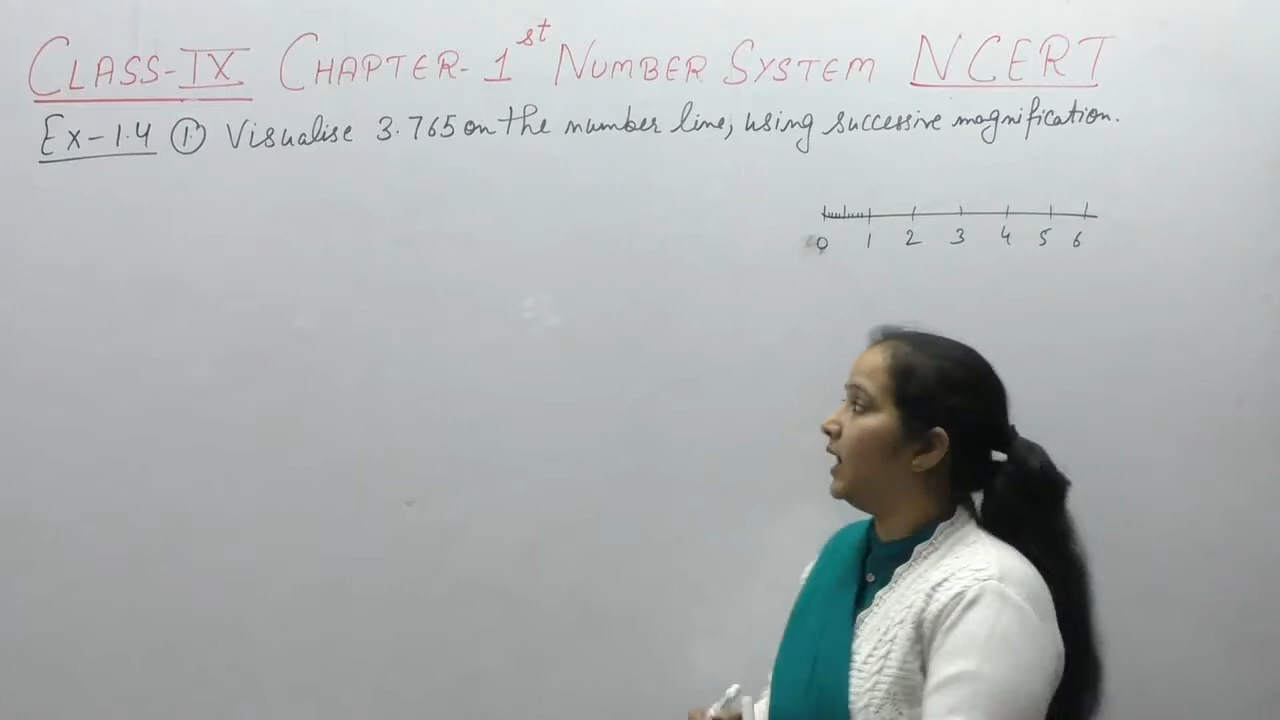 CLASS-IX CHAPTER-1st NUMBER SYSTEM NCERT
Ex-1.4 ① Visualise 3.765 on the number line, using successive magnification.
0 1 2 3 4 5 6